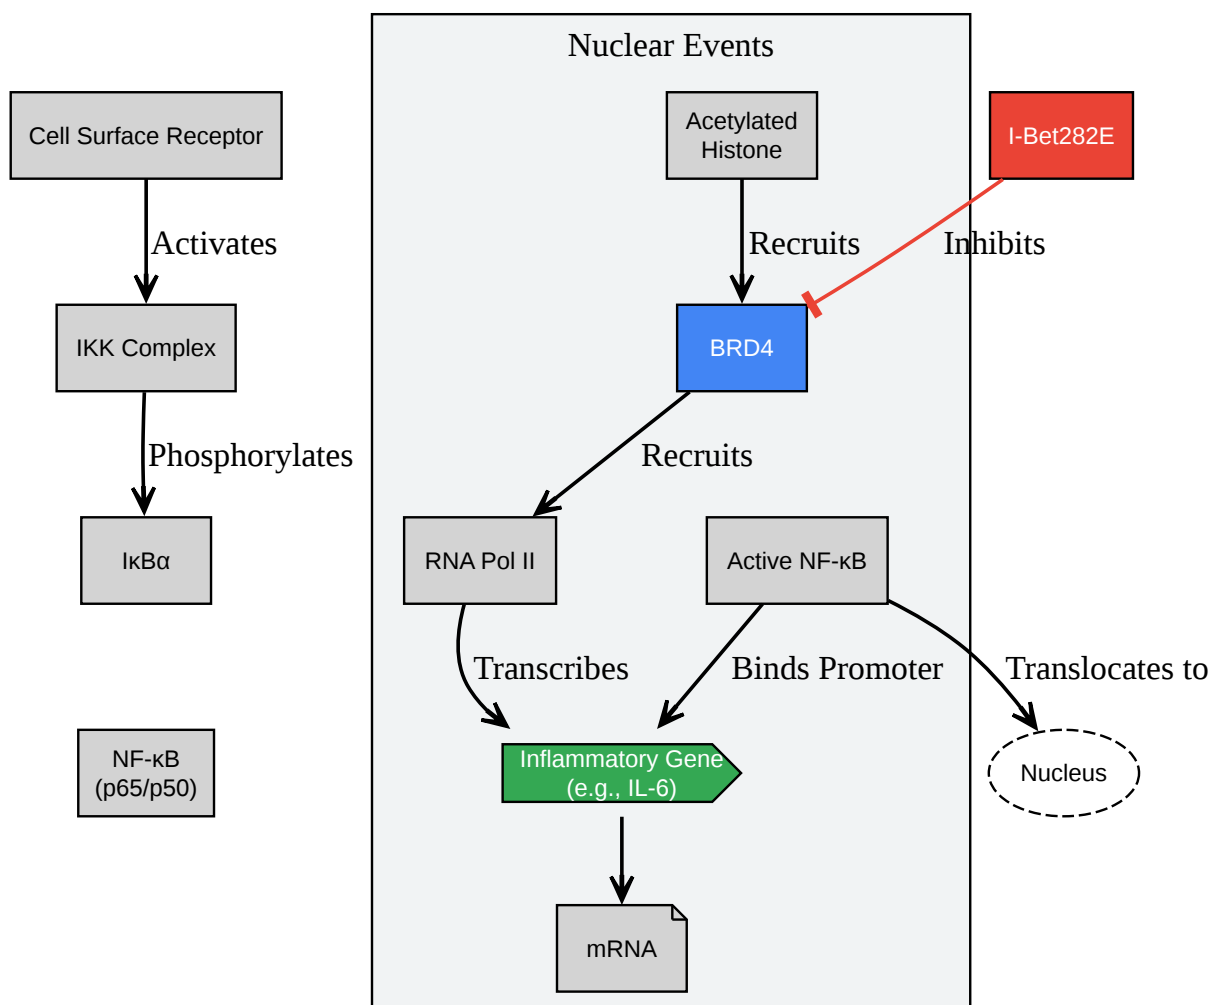 Nuclear Events
Cell Surface Receptor
Acetylated
Histone
I-Bet282E
Activates
Recruits
Inhibits
IKK Complex
BRD4
Phosphorylates
Recruits
IκBα
RNA Pol II
Active NF-κB
Transcribes
Binds Promoter
Translocates to
NF-κB
(p65/p50)
Inflammatory Gene
(e.g., IL-6)
Nucleus
mRNA